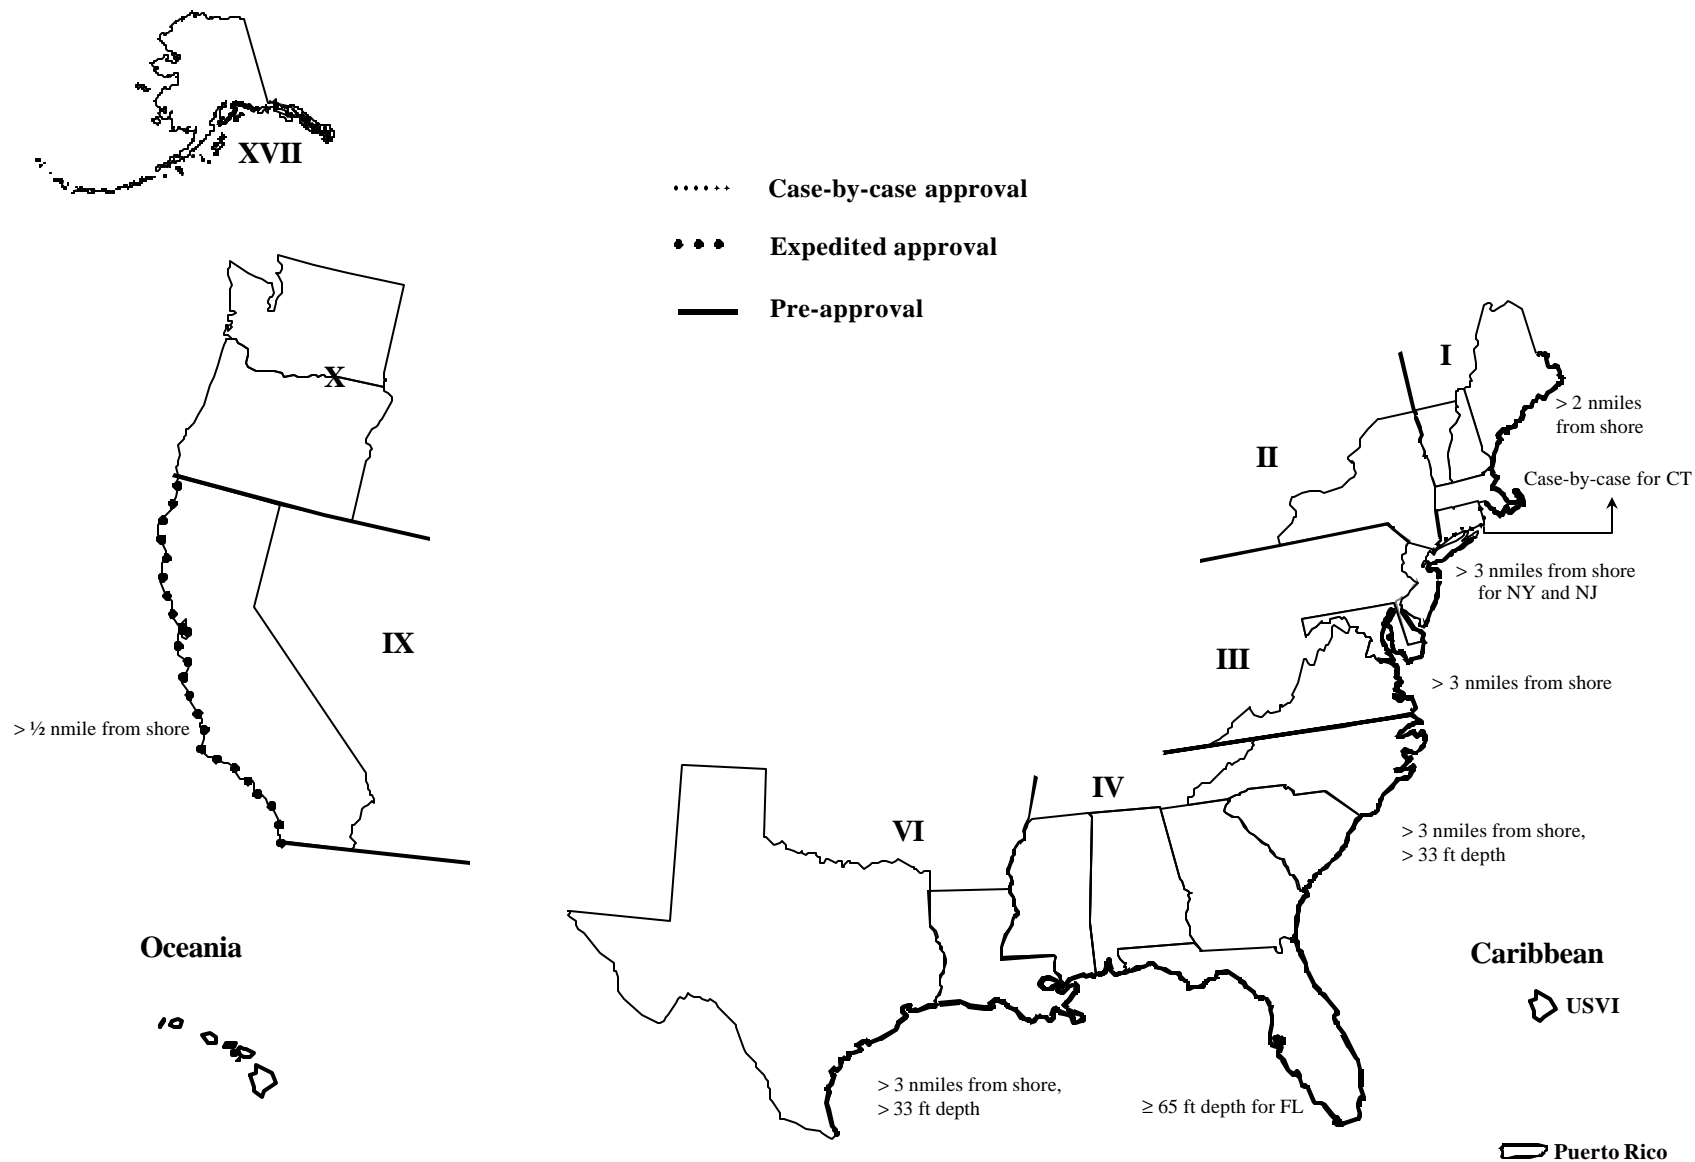 XVII
Case-by-case approval
Expedited approval
Pre-approval
X
I
> 2 nmiles
from shore
II
Case-by-case for CT
> 3 nmiles from shore
for NY and NJ
IX
III
> 3 nmiles from shore
> ½ nmile from shore
IV
VI
> 3 nmiles from shore,
> 33 ft depth
Oceania
Caribbean
USVI
> 3 nmiles from shore,
> 33 ft depth
≥ 65 ft depth for FL
Puerto Rico